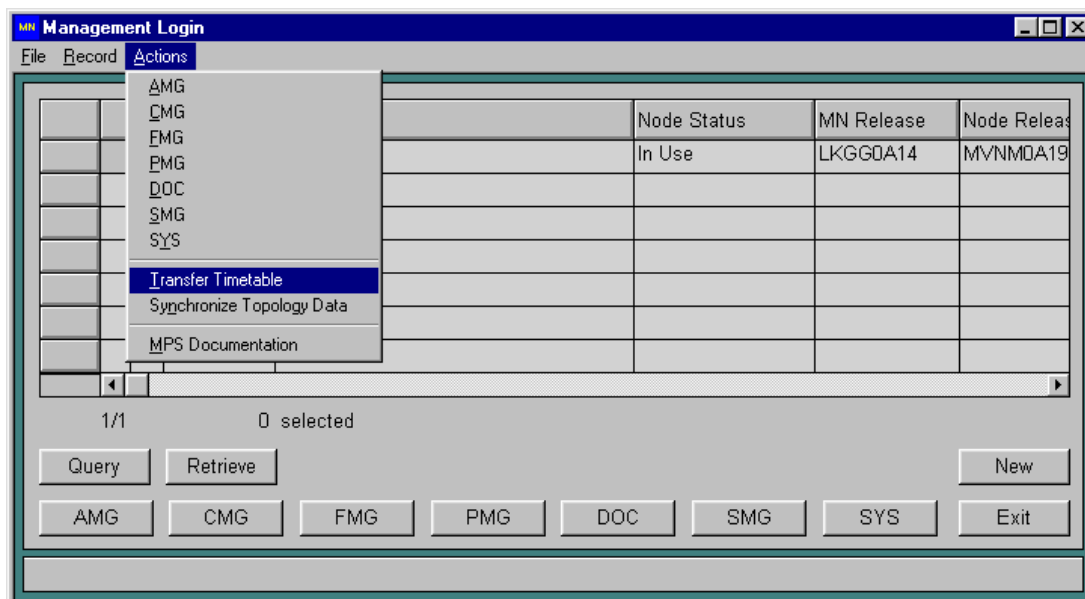 MN Management Login
File Record Actions
AMG
CMG
FMG
PMG
DOC
SMG
SYS
Transfer Timetable
Synchronize Topology Data
MPS Documentation
Node Status MN Release Node Releas
In Use LKGG0A14 MVNM0A19
1/1 0 selected
Query Retrieve New
AMG CMG FMG PMG DOC SMG SYS Exit